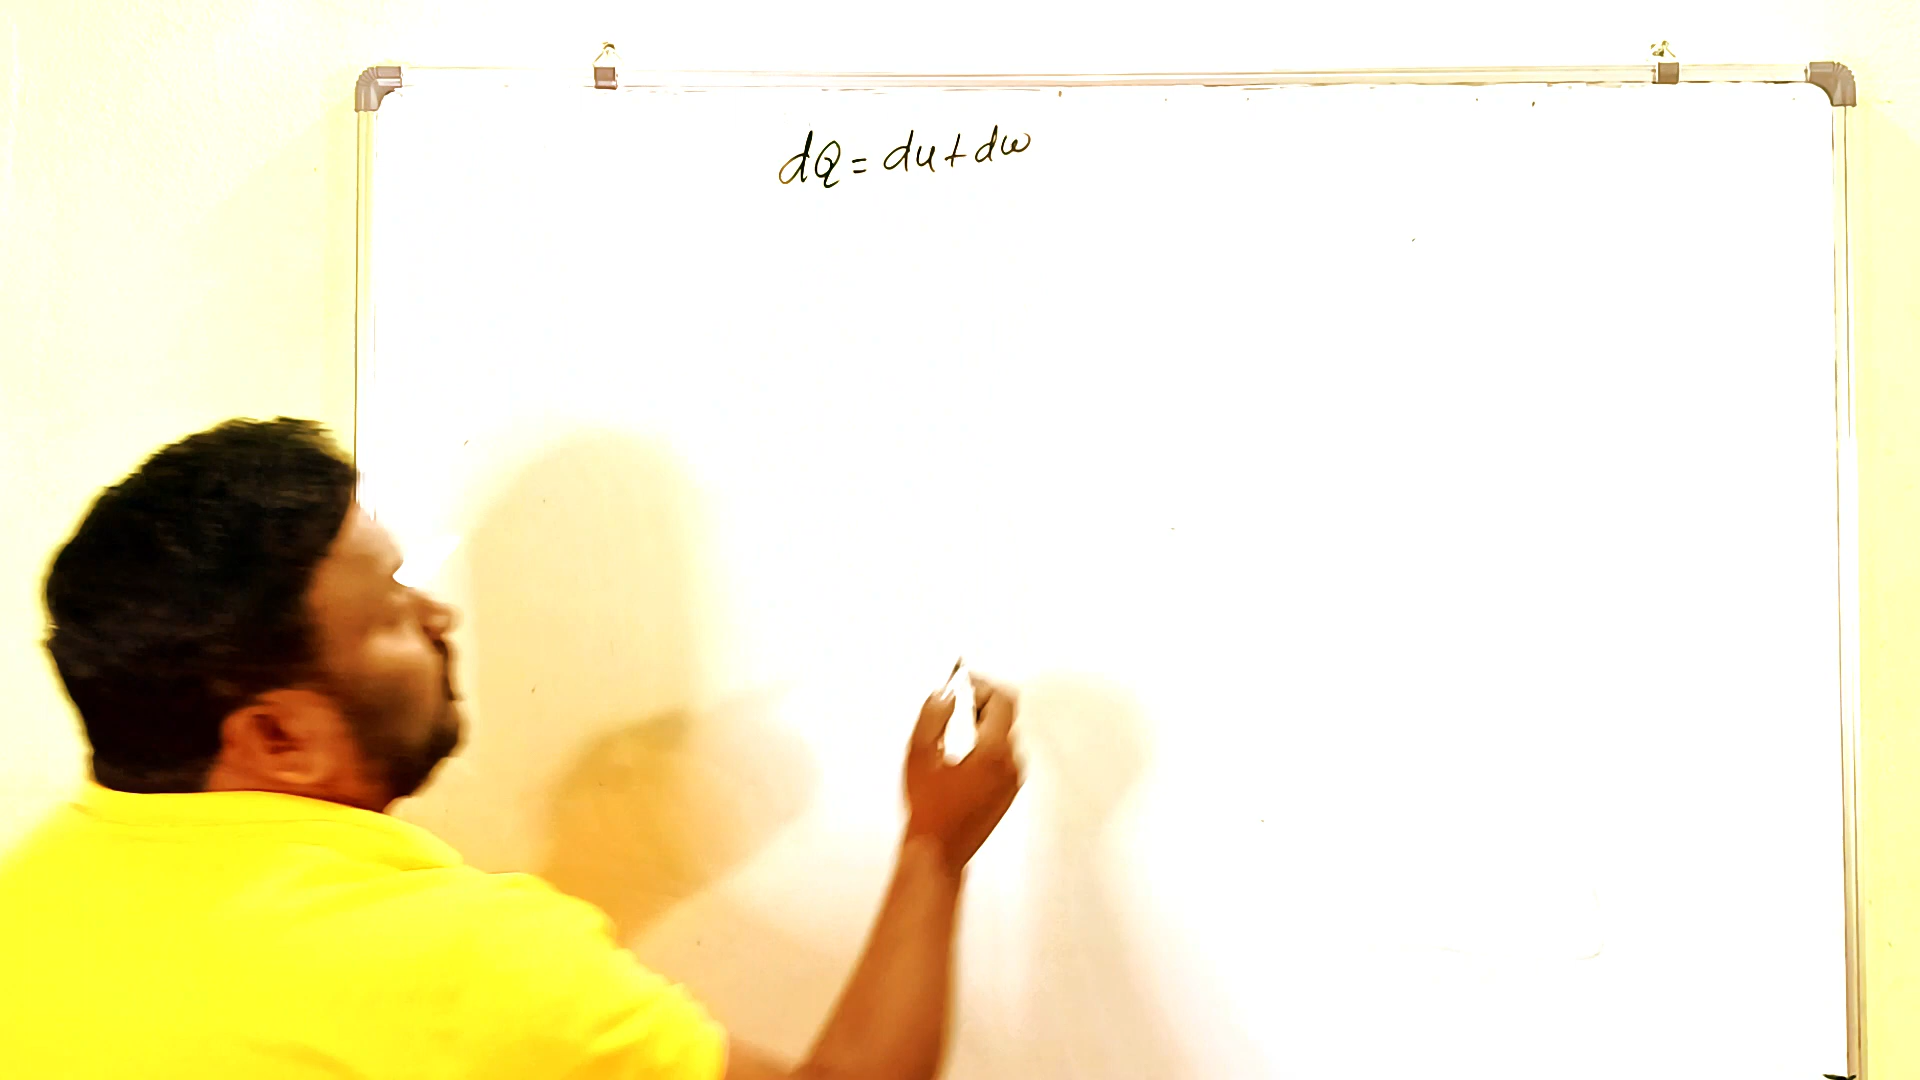 dQ = du + dw